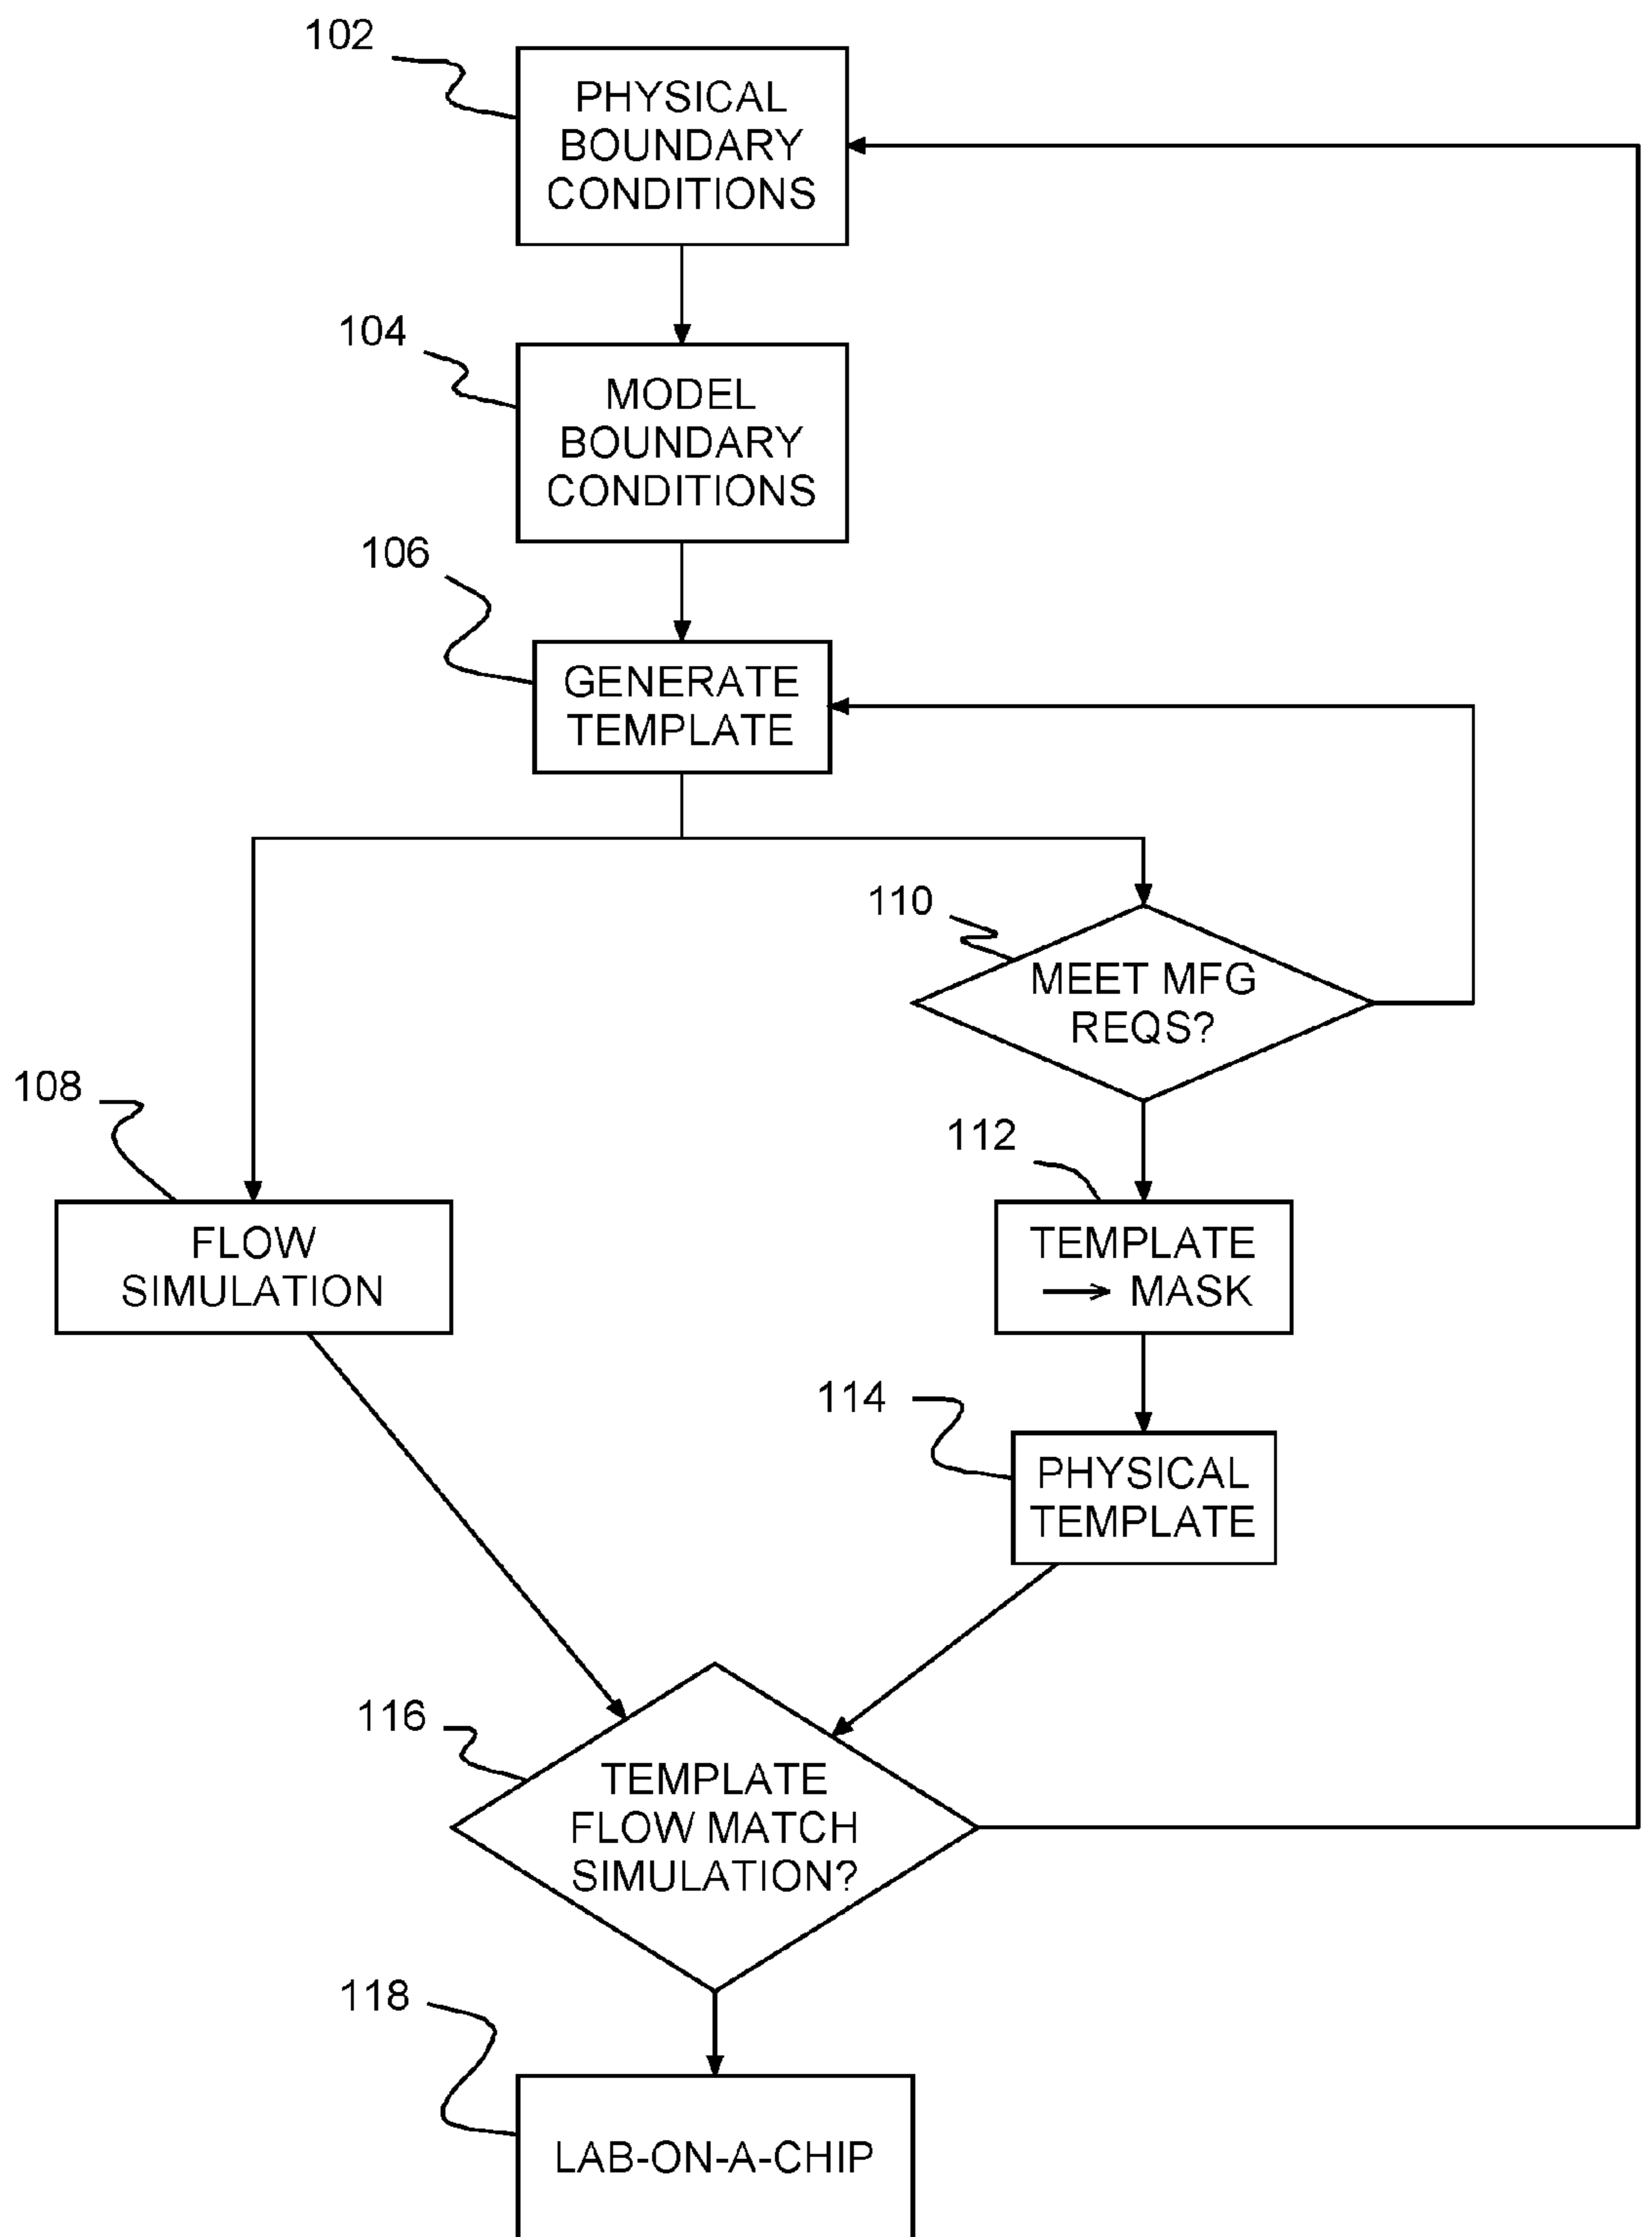 102
PHYSICAL
BOUNDARY
CONDITIONS
104
MODEL
BOUNDARY
CONDITIONS
106
GENERATE
TEMPLATE
110
MEET MFG
REQS?
108
FLOW
SIMULATION
112
TEMPLATE
→ MASK
114
PHYSICAL
TEMPLATE
116
TEMPLATE
FLOW MATCH
SIMULATION?
118
LAB-ON-A-CHIP